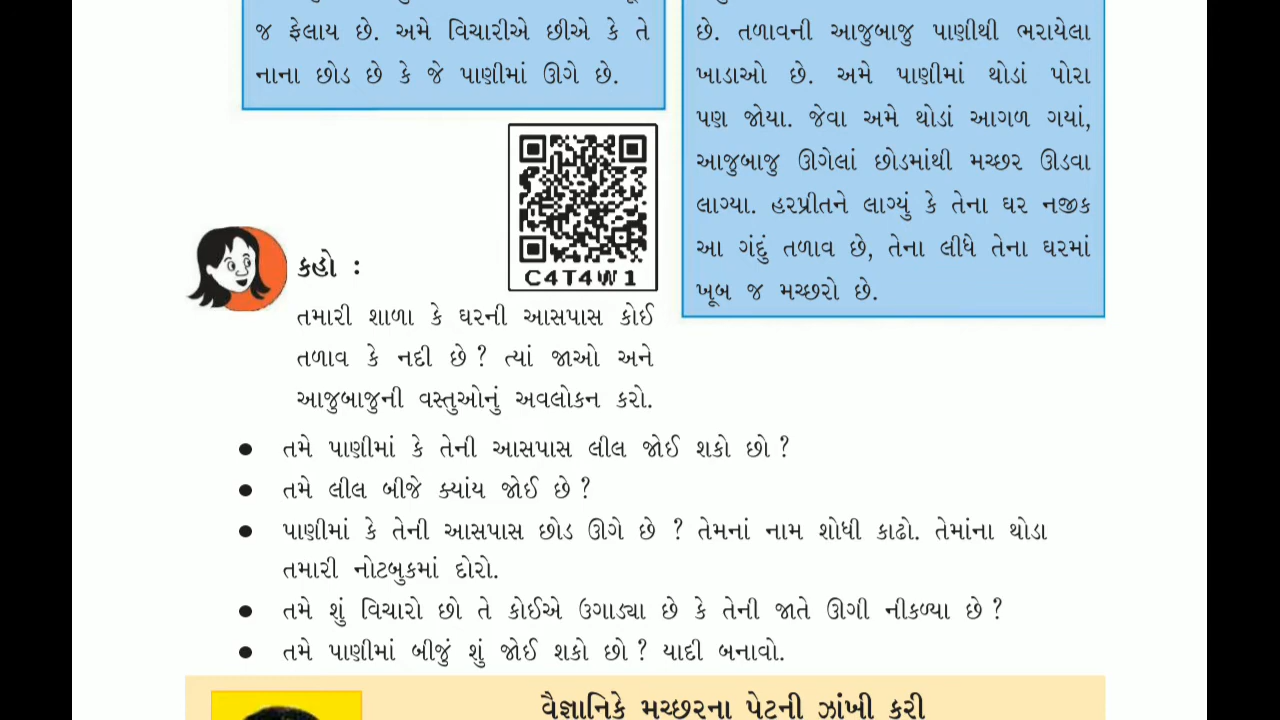 જ ફેલાય છે. અમે વિચારીએ છીએ કે તે
નાના છોડ છે કે જે પાણીમાં ઊગે છે.
છે. તળાવની આજુબાજુ પાણીથી ભરાયેલા
ખાડાઓ છે. અમે પાણીમાં થોડાં પોરા
પણ જોયા. જેવા અમે થોડાં આગળ ગયાં,
આજુબાજુ ઊગેલાં છોડમાંથી મચ્છર ઊડવા
લાગ્યા. હરપ્રીતને લાગ્યું કે તેના ઘર નજીક
આ ગંદું તળાવ છે, તેના લીધે તેના ઘરમાં
ખૂબ જ મચ્છરો છે.
C4T4W1
કહો :
તમારી શાળા કે ઘરની આસપાસ કોઈ
તળાવ કે નદી છે ? ત્યાં જાઓ અને
આજુબાજુની વસ્તુઓનું અવલોકન કરો.
● તમે પાણીમાં કે તેની આસપાસ લીલ જોઈ શકો છો ?
● તમે લીલ બીજે ક્યાંય જોઈ છે ?
● પાણીમાં કે તેની આસપાસ છોડ ઊગે છે ? તેમનાં નામ શોધી કાઢો. તેમાંના થોડા
તમારી નોટબુકમાં દોરો.
● તમે શું વિચારો છો તે કોઈએ ઉગાડ્યા છે કે તેની જાતે ઊગી નીકળ્યા છે ?
● તમે પાણીમાં બીજું શું જોઈ શકો છો ? યાદી બનાવો.
વૈજ્ઞાનિકે મચ્છરના પેટની ઝાંખી કરી